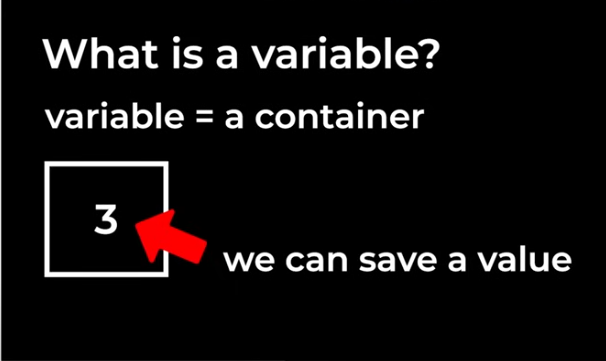 What is a variable?
variable = a container
3
we can save a value